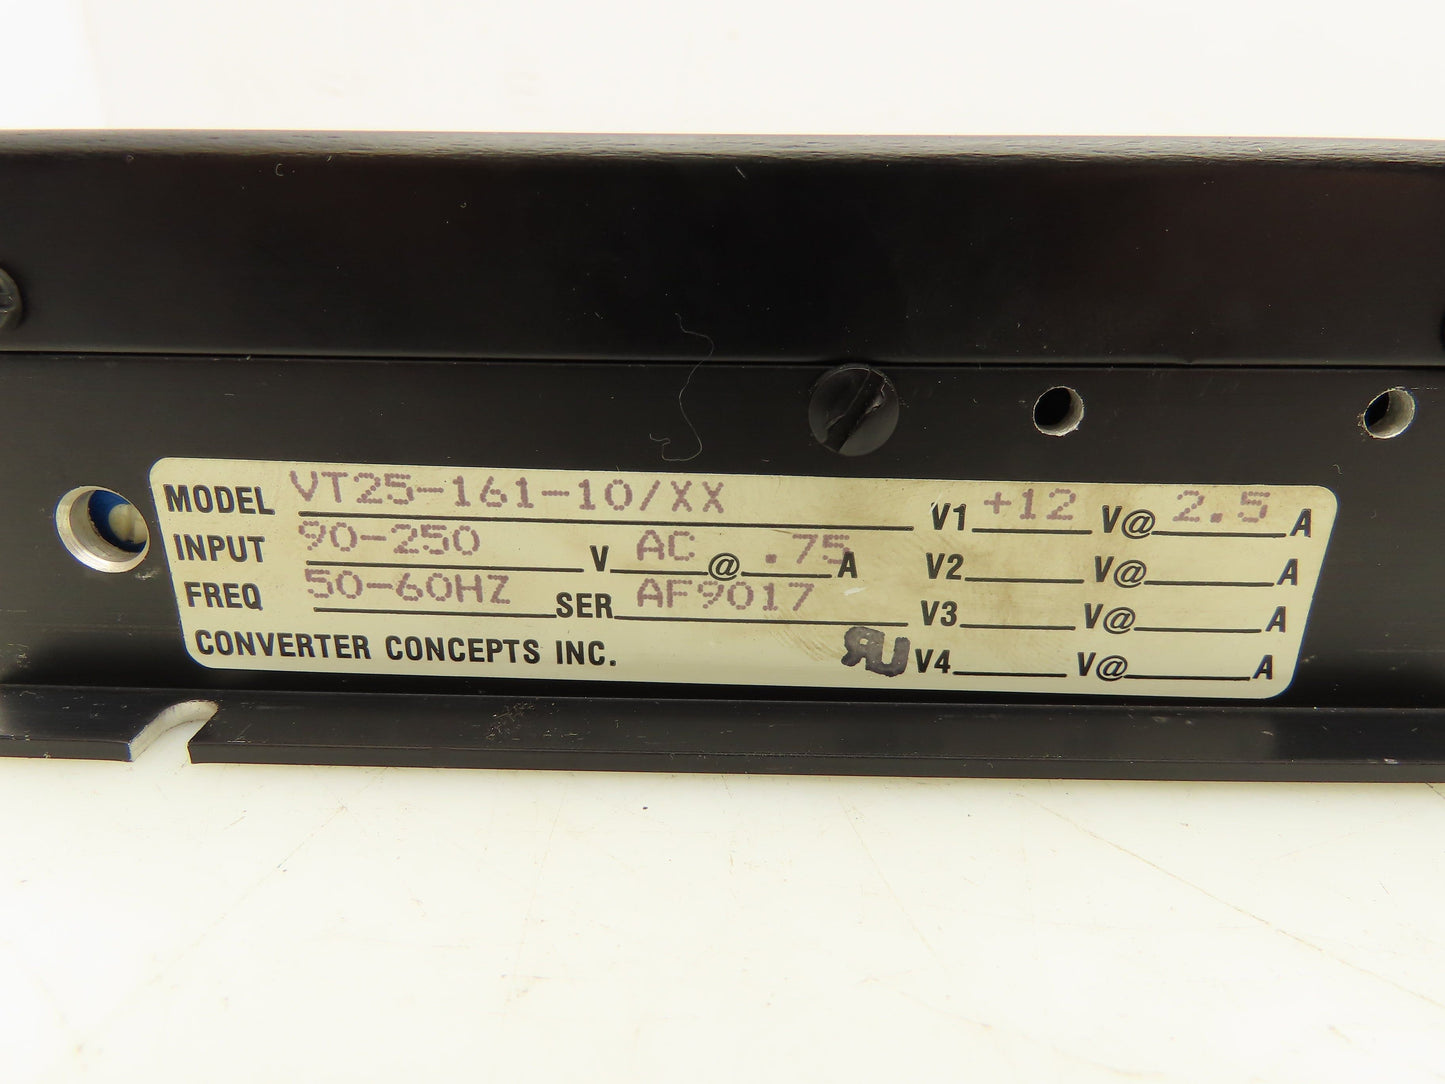 MODEL VT25-161-10/XX V1 +12 V@ 2.5 A
INPUT 90-250 V AC @ .75 A V2 V@ A
FREQ 50-60HZ SER AF9017 V3 V@ A
CONVERTER CONCEPTS INC. RU V4 V@ A